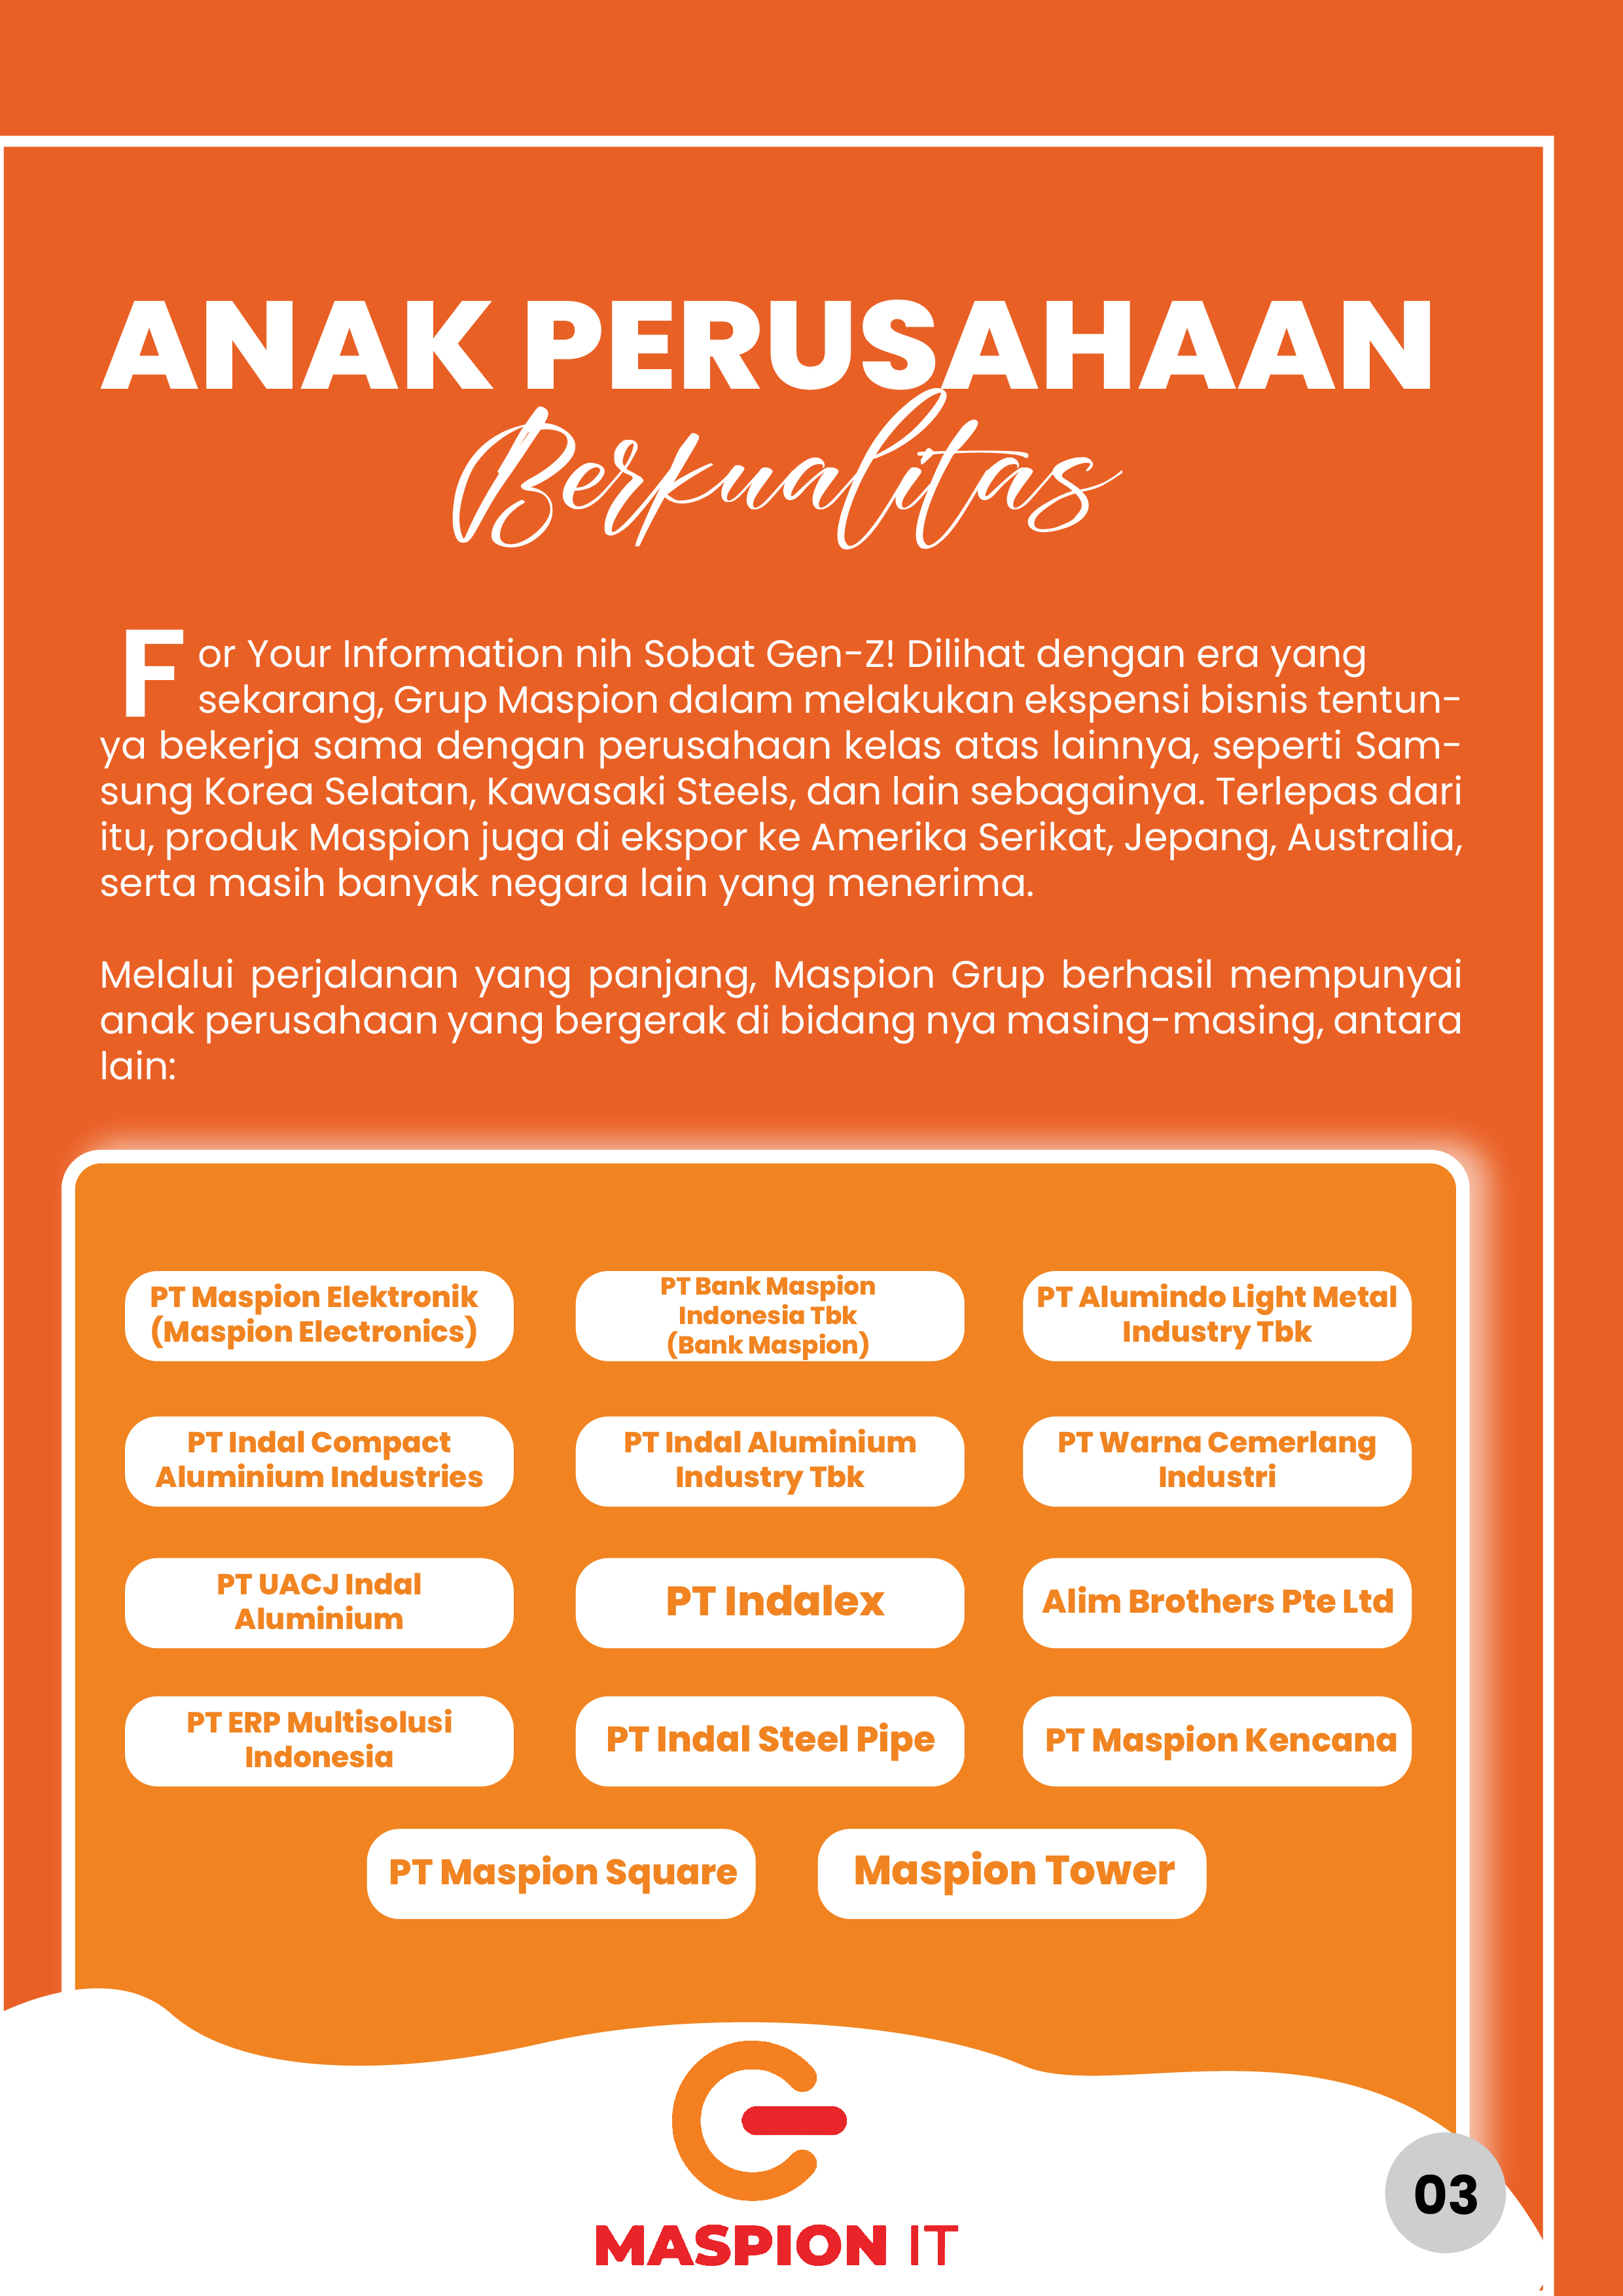 ANAK PERUSAHAAN
Berkualitas
For Your Information nih Sobat Gen-Z! Dilihat dengan era yang
sekarang, Grup Maspion dalam melakukan ekspensi bisnis tentun-
ya bekerja sama dengan perusahaan kelas atas lainnya, seperti Sam-
sung Korea Selatan, Kawasaki Steels, dan lain sebagainya. Terlepas dari
itu, produk Maspion juga di ekspor ke Amerika Serikat, Jepang, Australia,
serta masih banyak negara lain yang menerima.
Melalui perjalanan yang panjang, Maspion Grup berhasil mempunyai
anak perusahaan yang bergerak di bidang nya masing-masing, antara
lain:
PT Maspion Elektronik
(Maspion Electronics)
PT Bank Maspion
Indonesia Tbk
(Bank Maspion)
PT Alumindo Light Metal
Industry Tbk
PT Indal Compact
Aluminium Industries
PT Indal Aluminium
Industry Tbk
PT Warna Cemerlang
Industri
PT UACJ Indal
Aluminium
PT Indalex
Alim Brothers Pte Ltd
PT ERP Multisolusi
Indonesia
PT Indal Steel Pipe
PT Maspion Kencana
PT Maspion Square
Maspion Tower
MASPION IT
03